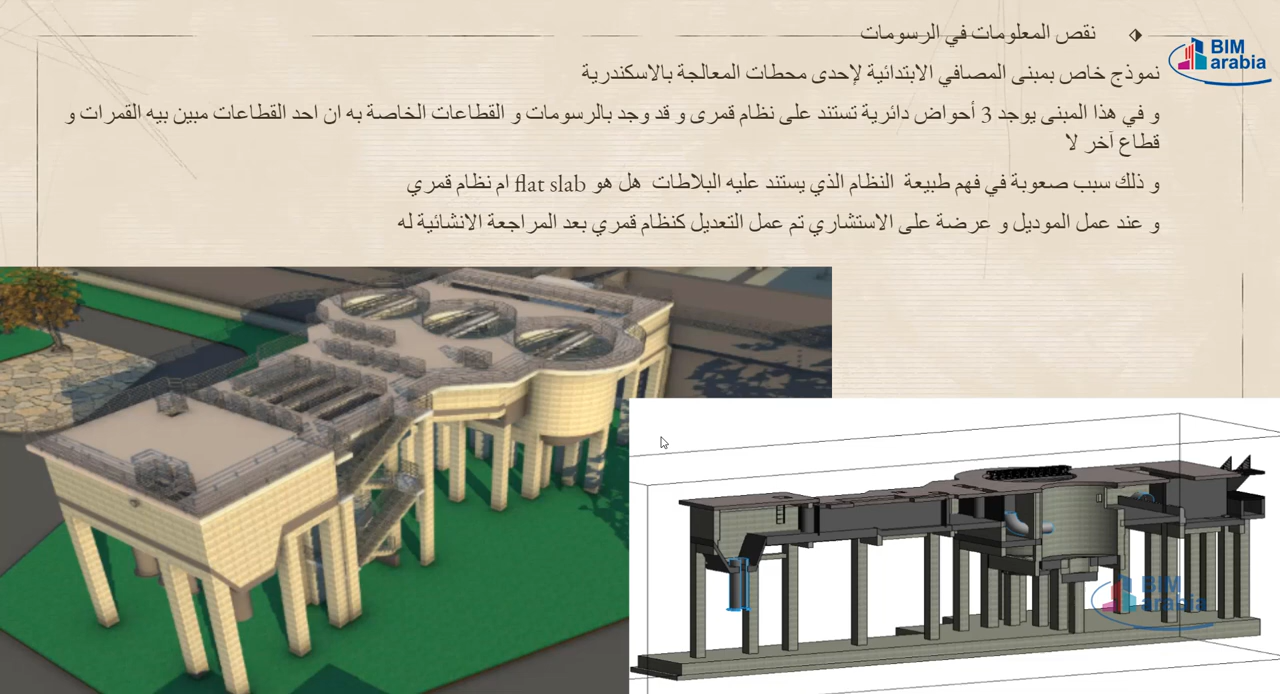 نقص المعلومات في الرسومات
BIM
arabia
نموذج خاص بمبنى المصافي الابتدائية لإحدى محطات المعالجة بالاسكندرية
و في هذا المبنى يوجد 3 أحواض دائرية تستند على نظام قمرى و قد وجد بالرسومات و القطاعات الخاصة به ان احد القطاعات مبين بيه القمرات و
قطاع آخر لا
و ذلك سبب صعوبة في فهم طبيعة النظام الذي يستند عليه البلاطات هل هو flat slab ام نظام قمري
و عند عمل الموديل و عرضة على الاستشاري تم عمل التعديل كنظام قمري بعد المراجعة الانشائية له
BIM
arabia